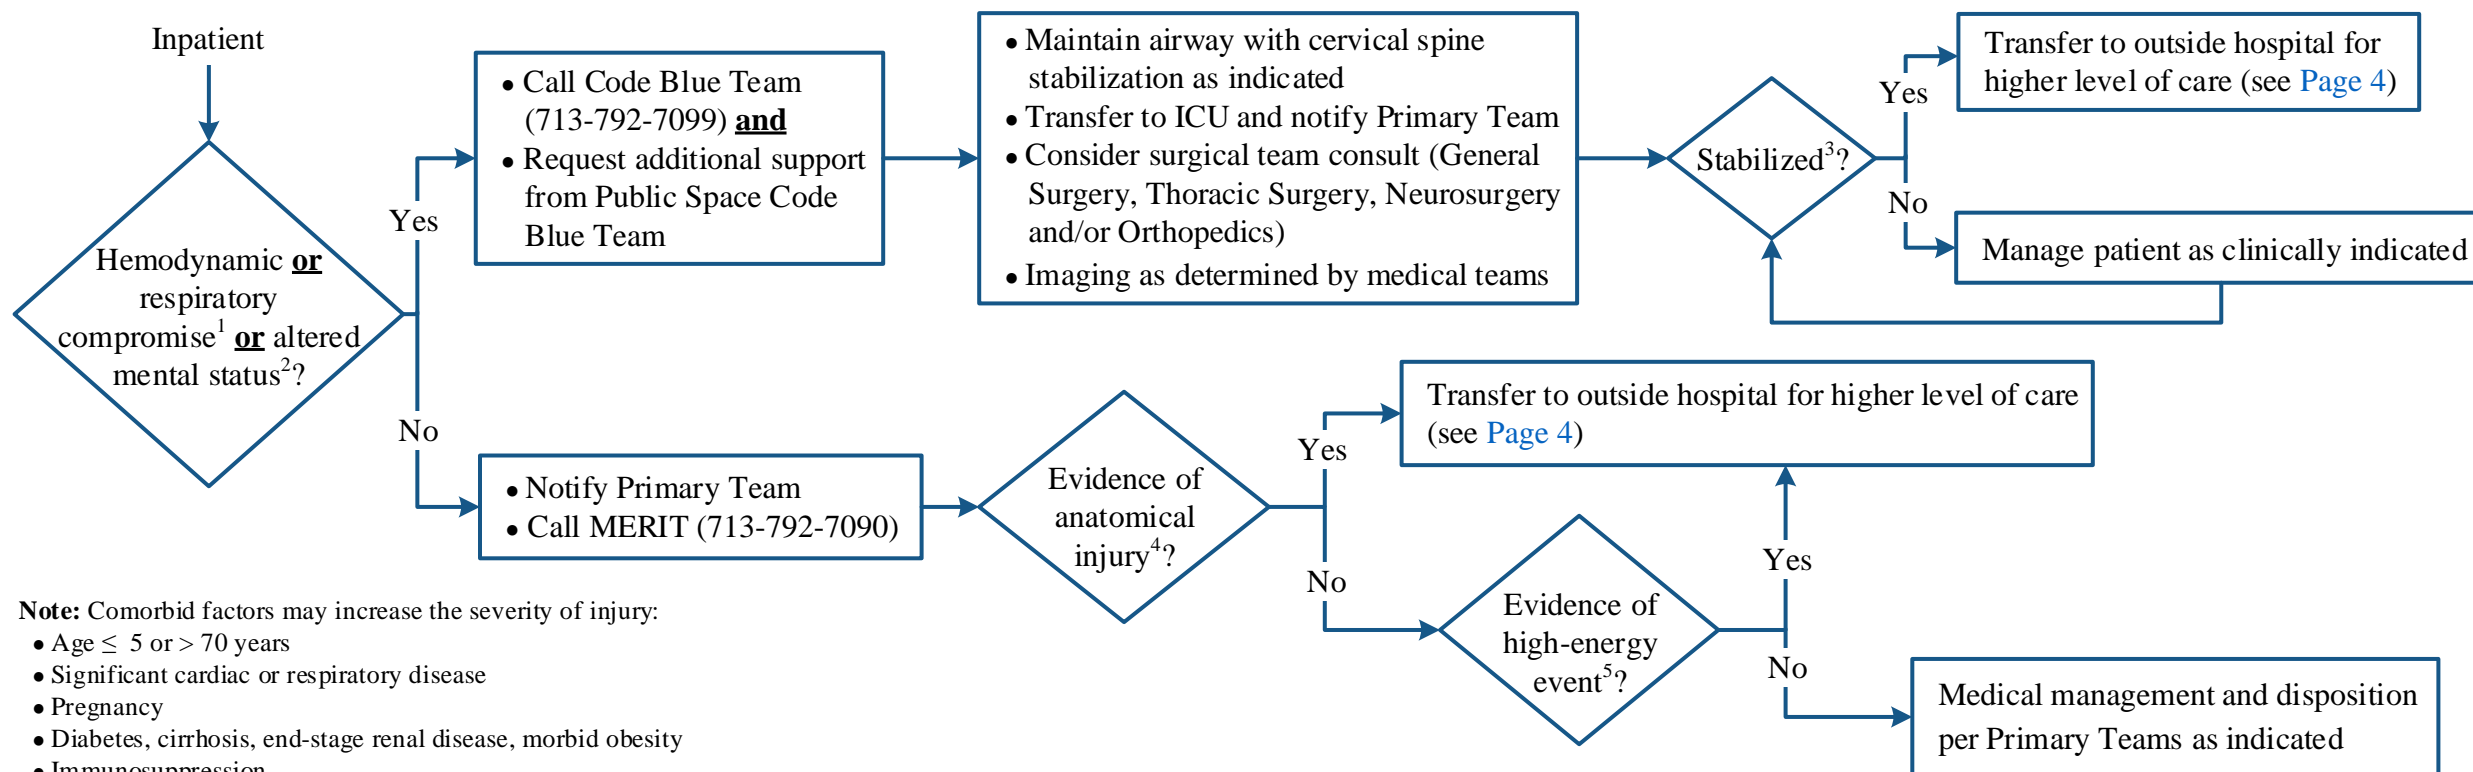 Inpatient
Hemodynamic or
respiratory
compromise1 or altered
mental status2?
Yes
• Call Code Blue Team
(713-792-7099) and
• Request additional support
from Public Space Code
Blue Team
• Maintain airway with cervical spine
stabilization as indicated
• Transfer to ICU and notify Primary Team
• Consider surgical team consult (General
Surgery, Thoracic Surgery, Neurosurgery
and/or Orthopedics)
• Imaging as determined by medical teams
Stabilized3?
Yes
Transfer to outside hospital for
higher level of care (see Page 4)
No
Manage patient as clinically indicated
No
• Notify Primary Team
• Call MERIT (713-792-7090)
Evidence of
anatomical
injury4?
Yes
Transfer to outside hospital for higher level of care
(see Page 4)
No
Evidence of
high-energy
event5?
Yes
No
Medical management and disposition
per Primary Teams as indicated
Note: Comorbid factors may increase the severity of injury:
• Age ≤ 5 or > 70 years
• Significant cardiac or respiratory disease
• Pregnancy
• Diabetes, cirrhosis, end-stage renal disease, morbid obesity
• Immunosuppression